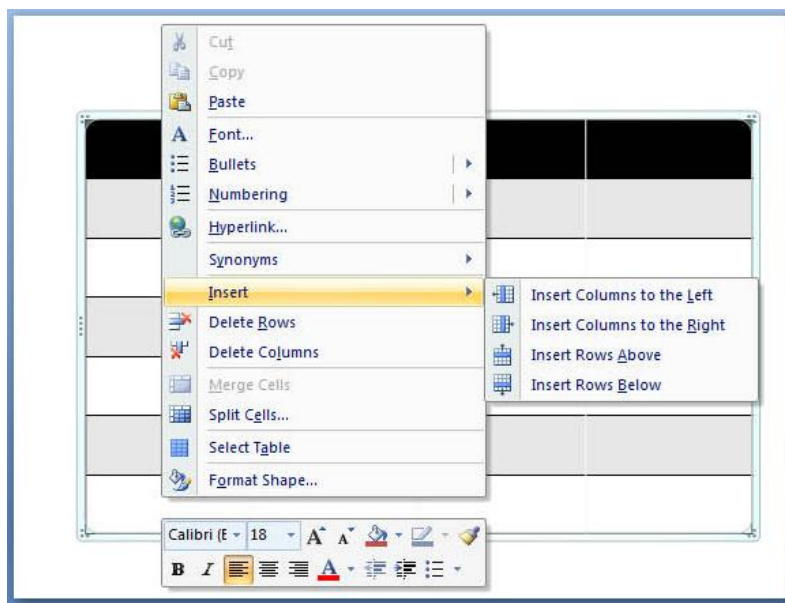 Cut
Copy
Paste
Font...
Bullets
Numbering
Hyperlink...
Synonyms
Insert
Delete Rows
Delete Columns
Merge Cells
Split Cells...
Select Table
Format Shape...
Insert Columns to the Left
Insert Columns to the Right
Insert Rows Above
Insert Rows Below
Calibri (E 18 A A
B I A